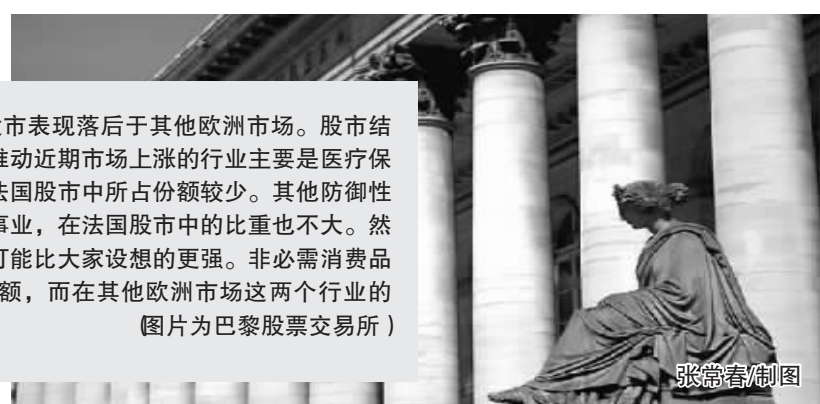 市表现落后于其他欧洲市场。股市结
推动近期市场上涨的行业主要是医疗保
法国股市中所占份额较少。其他防御性
事业，在法国股市中的比重也不大。然
可能比大家设想的更强。非必需消费品
额，而在其他欧洲市场这两个行业的
(图片为巴黎股票交易所)
张常春/制图